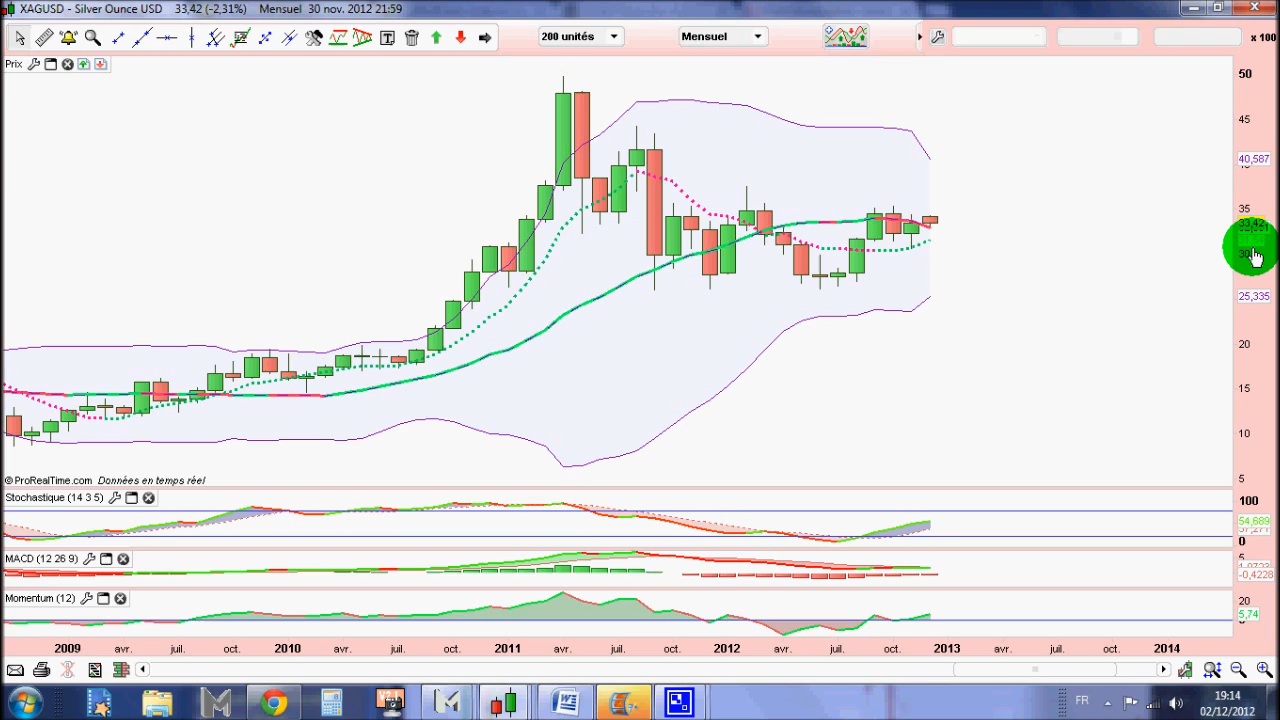 XAGUSD - Silver Ounce USD 33,42 (-2,31%) Mensuel 30 nov. 2012 21:59
200 unités Mensuel x 100
Prix
50
45
40,587
35
33,42
30
25,335
20
15
10
5
© ProRealTime.com Données en temps réel
Stochastique (14 3 5)
100
54,689
0
MACD (12 26 9)
5
-0,4228
Momentum (12)
20
5,74
2009 avr. juil. oct. 2010 avr. juil. oct. 2011 avr. juil. oct. 2012 avr. juil. oct. 2013 avr. juil. oct. 2014
FR
19:14
02/12/2012